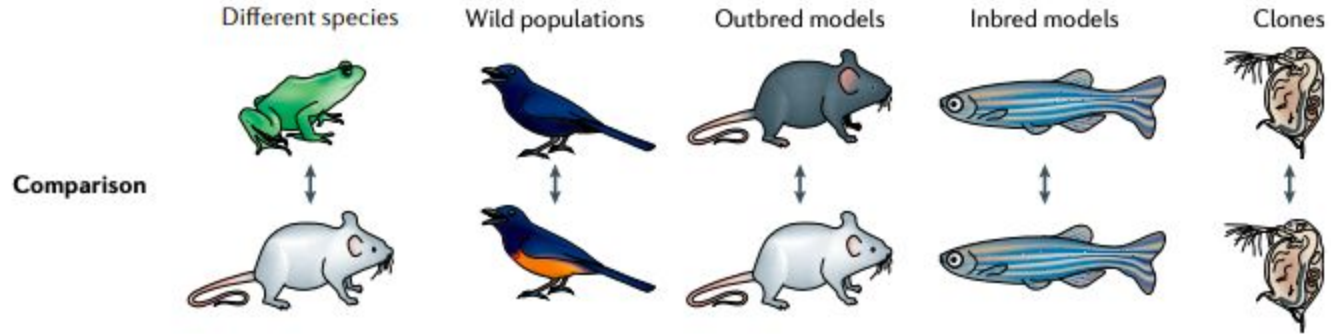 Different species Wild populations Outbred models Inbred models Clones
Comparison